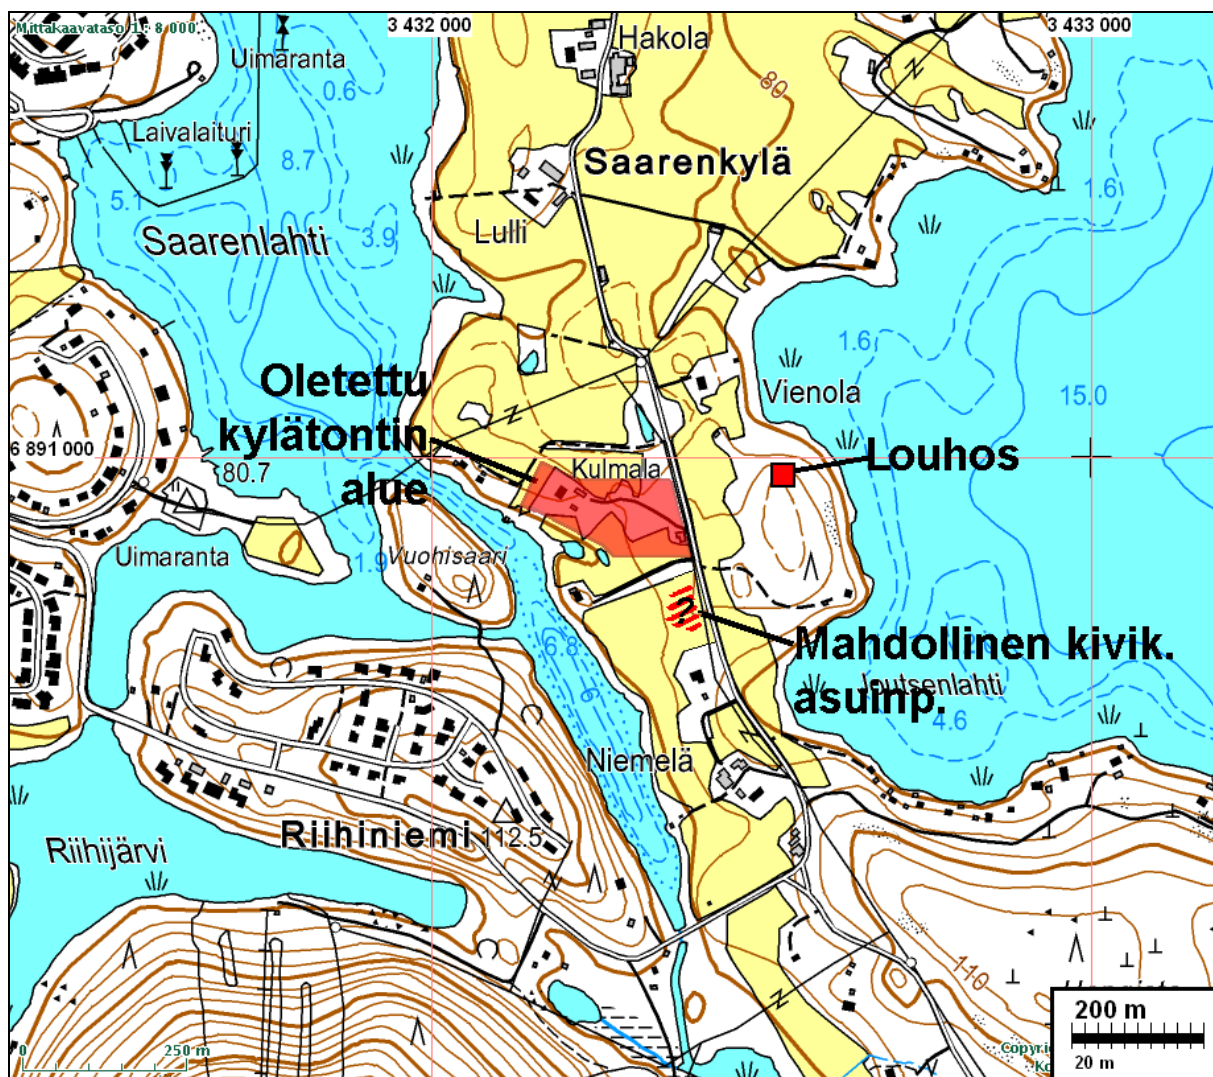 Mittakaavataso 1 : 8 000
3 432 000
3 433 000
Hakola
Uimaranta
80
0.6
Laivalaituri
8.7
Saarenkylä
1.6
5.1
Lulli
3.9
Saarenlahti
1.6
Oletettu
kylätontin
alue
Vienola
15.0
6 891 000
80.7
Kulmala
Louhos
Uimaranta
1.9
Vuohisaari
?
6.8
Mahdollinen kivik.
asuinp.
Joutsenlahti
4.6
6
Niemelä
Riihiniemi
112.5
Riihijärvi
110
200 m
20 m
0
250 m